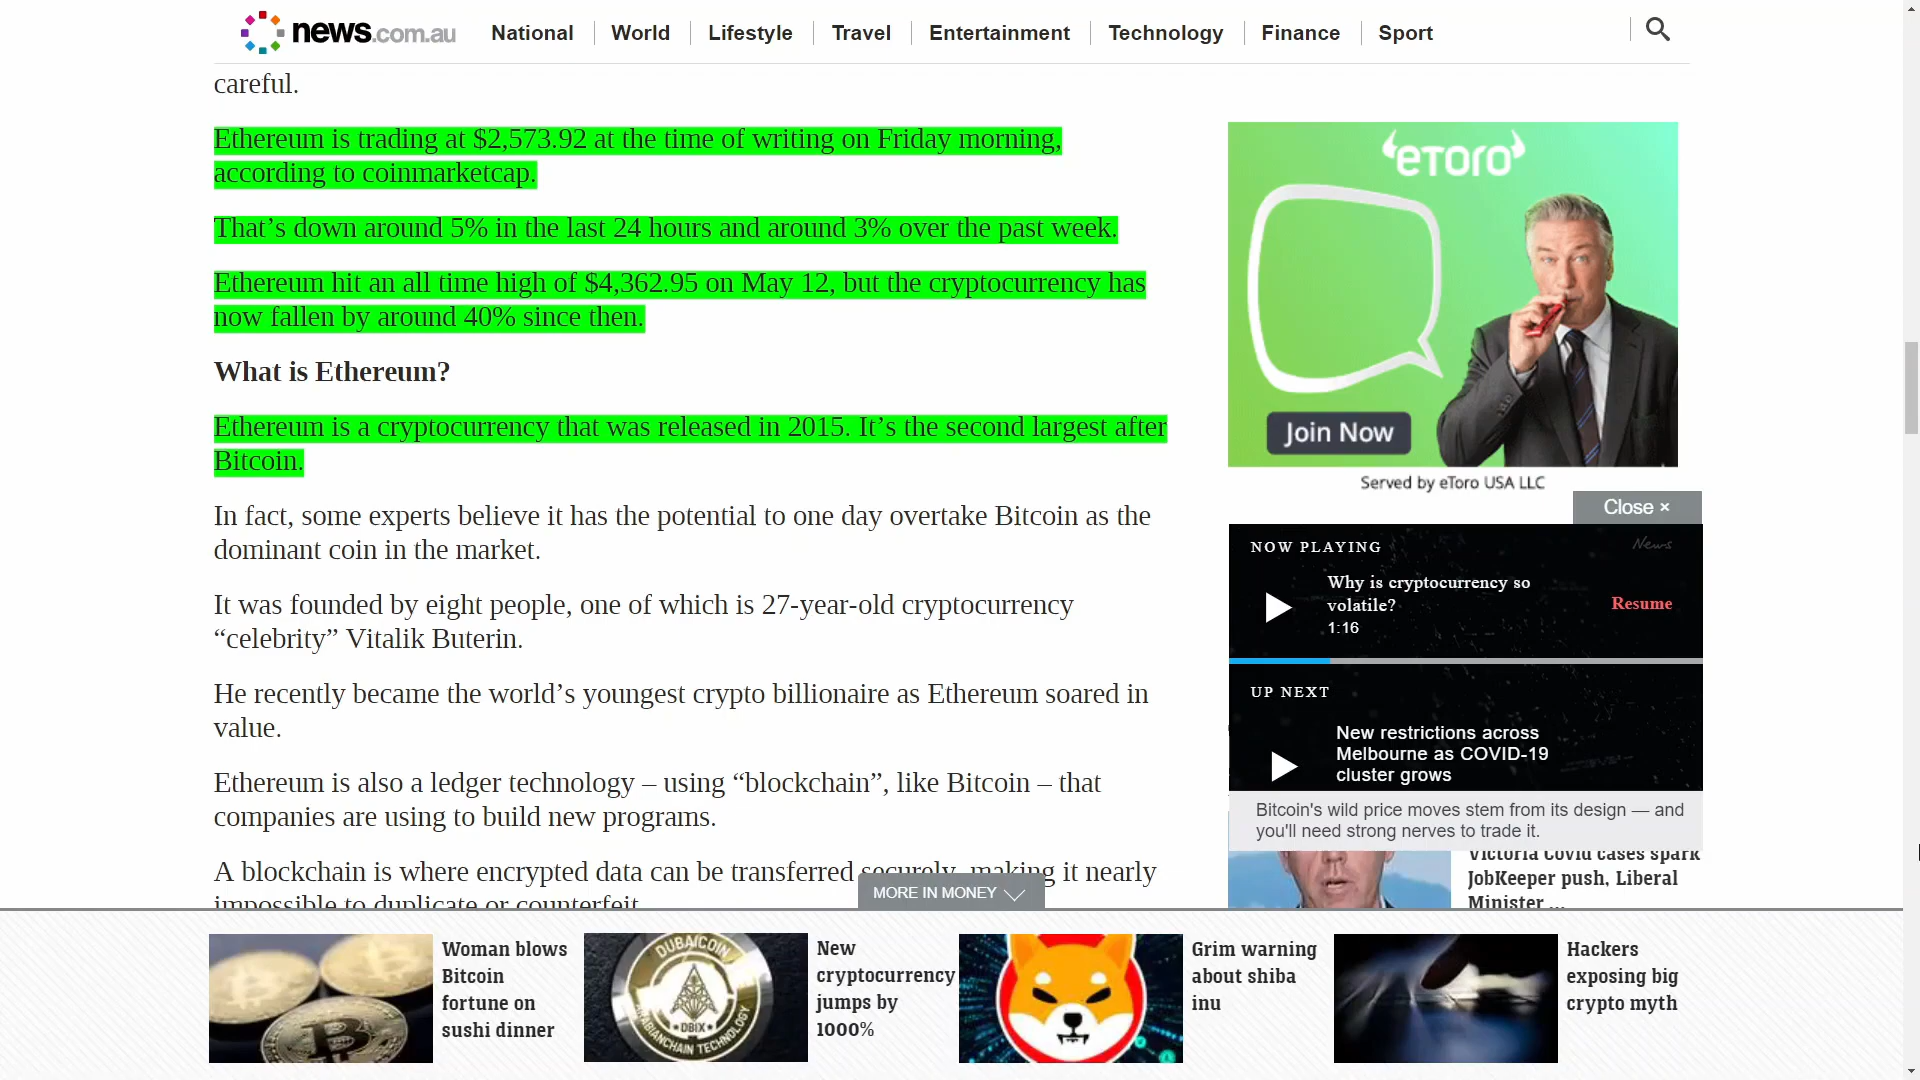 news.com.au
National
World
Lifestyle
Travel
Entertainment
Technology
Finance
Sport
careful.
Ethereum is trading at $2,573.92 at the time of writing on Friday morning,
according to coinmarketcap.
That’s down around 5% in the last 24 hours and around 3% over the past week.
Ethereum hit an all time high of $4,362.95 on May 12, but the cryptocurrency has
now fallen by around 40% since then.
What is Ethereum?
Ethereum is a cryptocurrency that was released in 2015. It’s the second largest after
Bitcoin.
In fact, some experts believe it has the potential to one day overtake Bitcoin as the
dominant coin in the market.
It was founded by eight people, one of which is 27-year-old cryptocurrency
“celebrity” Vitalik Buterin.
He recently became the world’s youngest crypto billionaire as Ethereum soared in
value.
Ethereum is also a ledger technology – using “blockchain”, like Bitcoin – that
companies are using to build new programs.
A blockchain is where encrypted data can be transferred securely, making it nearly
impossible to duplicate or counterfeit.
eToro
Join Now
Served by eToro USA LLC
Close ×
NOW PLAYING
News
Why is cryptocurrency so
volatile?
1:16
Resume
UP NEXT
New restrictions across
Melbourne as COVID-19
cluster grows
Bitcoin's wild price moves stem from its design — and
you'll need strong nerves to trade it.
Victoria Covid cases spark
JobKeeper push, Liberal
Minister ...
MORE IN MONEY
Woman blows
Bitcoin
fortune on
sushi dinner
DUBAICOIN
DBIX
ARABIANCHAIN TECHNOLOGY
New
cryptocurrency
jumps by
1000%
Grim warning
about shiba
inu
Hackers
exposing big
crypto myth